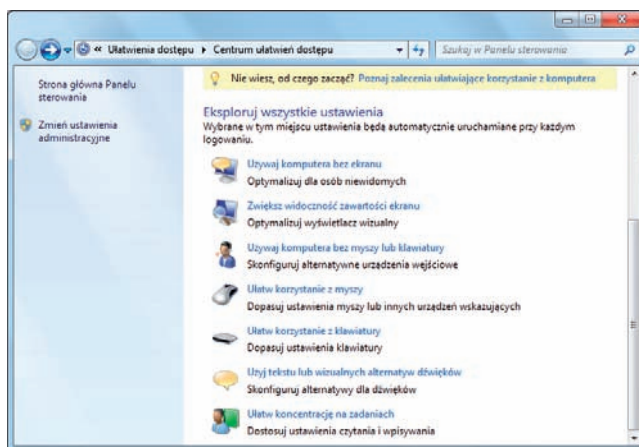 « Ułatwienia dostępu ▸ Centrum ułatwień dostępu
Szukaj w Panelu sterowania
Strona główna Panelu
sterowania
Zmień ustawienia
administracyjne
Nie wiesz, od czego zacząć? Poznaj zalecenia ułatwiające korzystanie z komputera
Eksploruj wszystkie ustawienia
Wybrane w tym miejscu ustawienia będą automatycznie uruchamiane przy każdym
logowaniu.
Używaj komputera bez ekranu
Optymalizuj dla osób niewidomych
Zwiększ widoczność zawartości ekranu
Optymalizuj wyświetlacz wizualny
Używaj komputera bez myszy lub klawiatury
Skonfiguruj alternatywne urządzenia wejściowe
Ułatw korzystanie z myszy
Dopasuj ustawienia myszy lub innych urządzeń wskazujących
Ułatw korzystanie z klawiatury
Dopasuj ustawienia klawiatury
Użyj tekstu lub wizualnych alternatyw dźwięków
Skonfiguruj alternatywy dla dźwięków
Ułatw koncentrację na zadaniach
Dostosuj ustawienia czytania i wpisywania